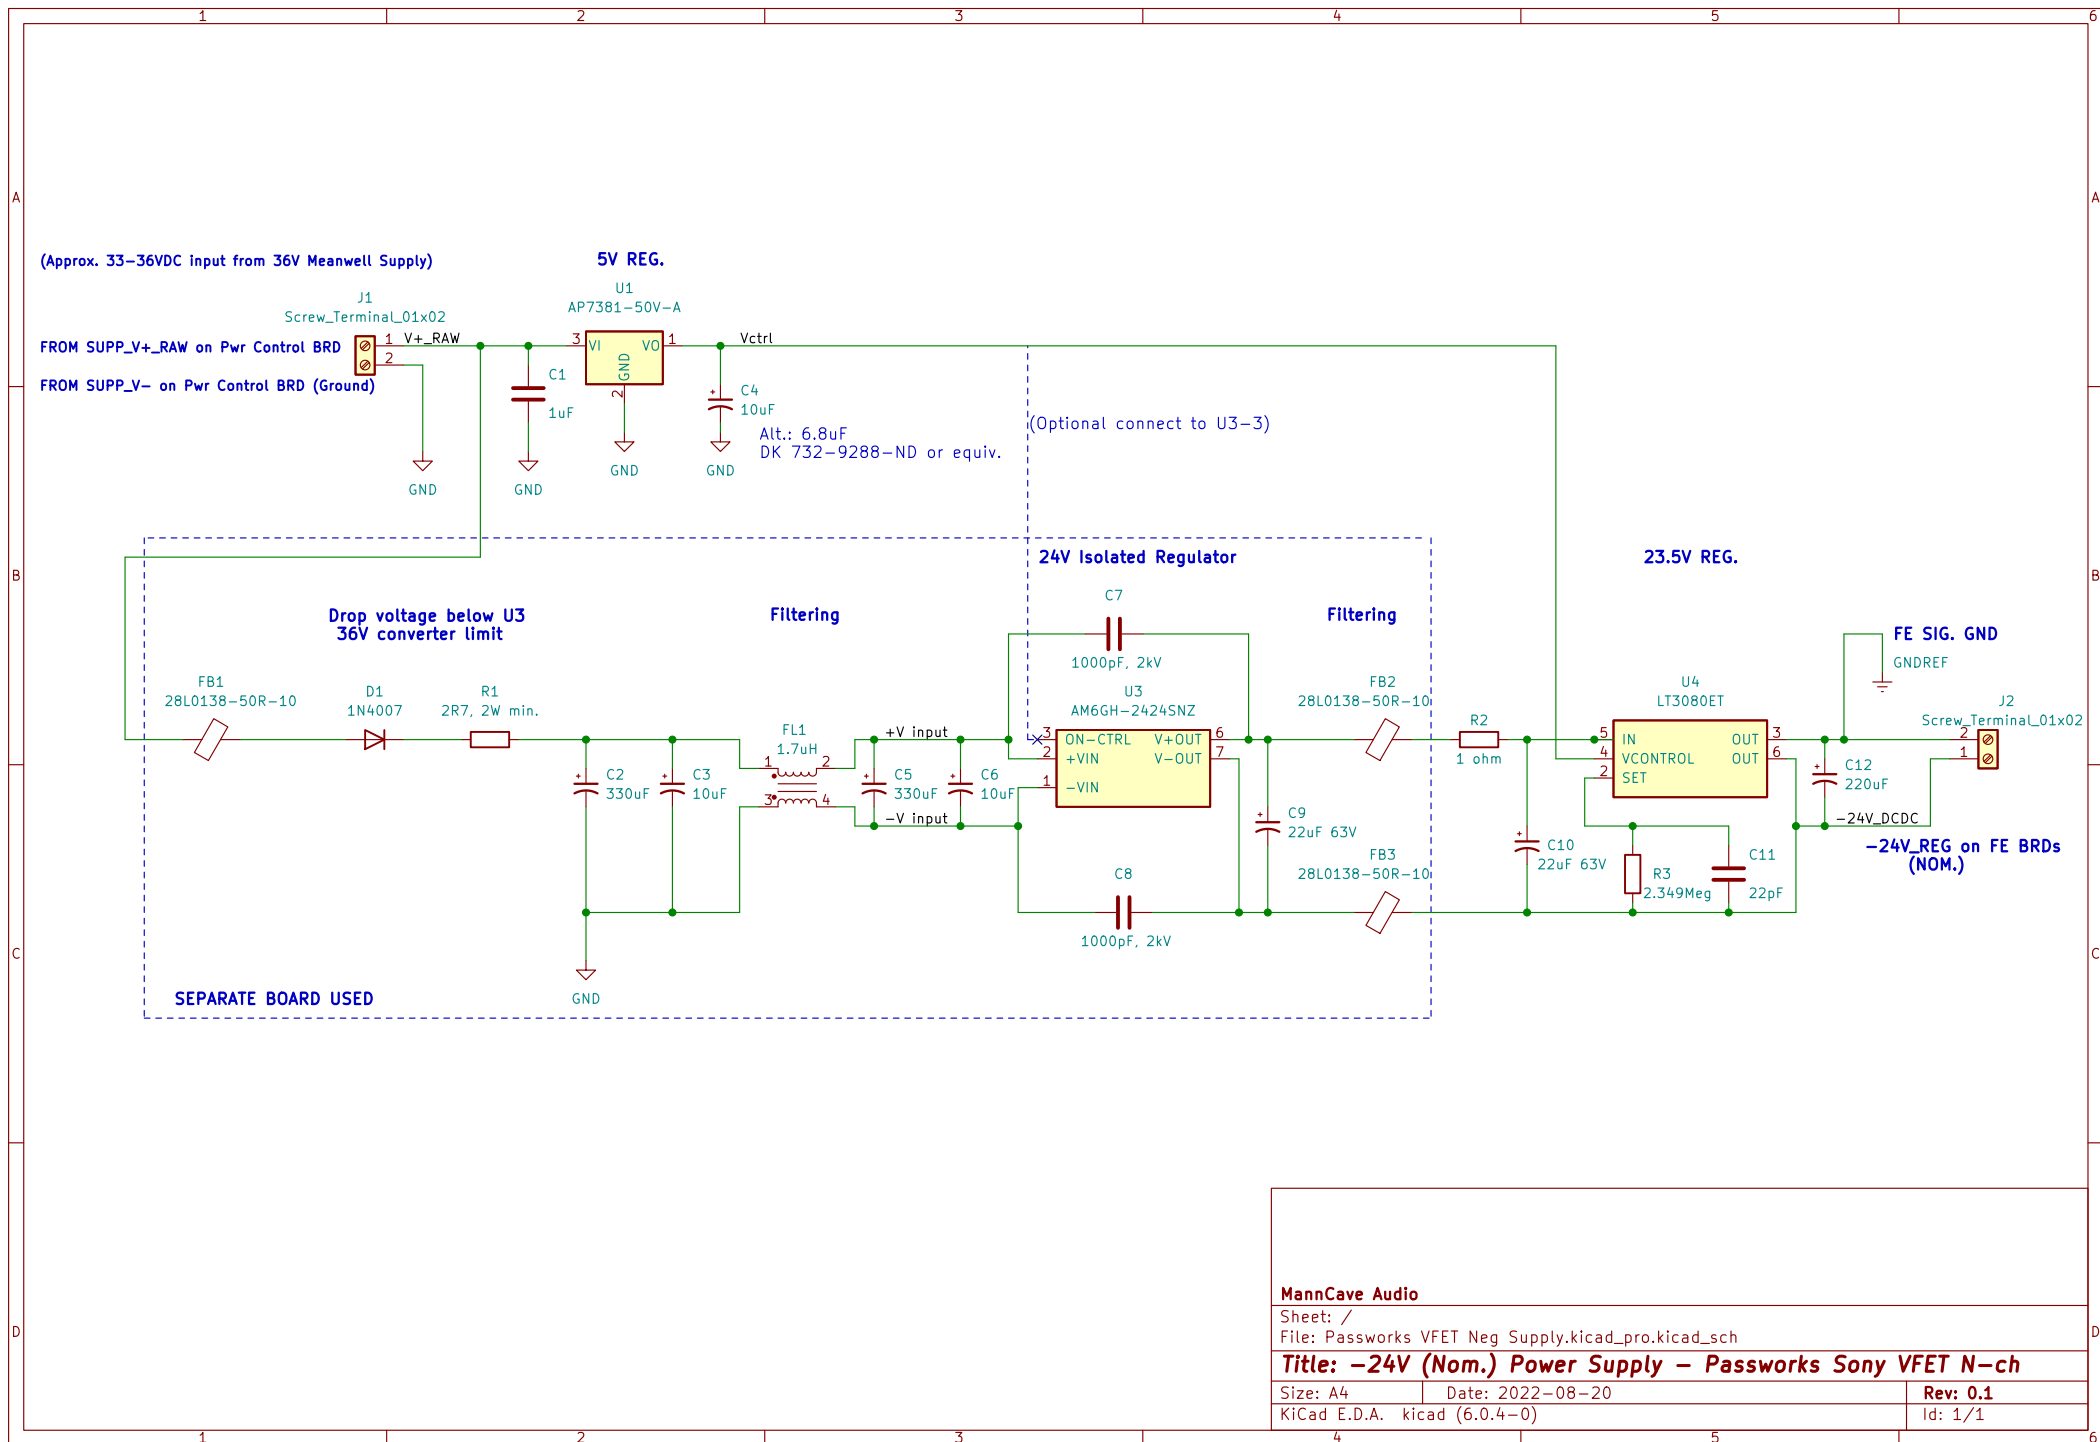 1 2 3 4 5 6
A A
(Approx. 33-36VDC input from 36V Meanwell Supply)
5V REG.
J1
Screw_Terminal_01x02
U1
AP7381-50V-A
FROM SUPP_V+_RAW on Pwr Control BRD
1
2
V+_RAW
3 VI VO 1
GND
2
Vctrl
FROM SUPP_V- on Pwr Control BRD (Ground)
C1
1uF
+
C4
10uF
Alt.: 6.8uF
DK 732-9288-ND or equiv.
(Optional connect to U3-3)
GND
GND
GND
GND
B B
24V Isolated Regulator
23.5V REG.
Drop voltage below U3
36V converter limit
Filtering
C7
1000pF, 2kV
Filtering
FE SIG. GND
GNDREF
FB1
28L0138-50R-10
D1
1N4007
R1
2R7, 2W min.
FL1
1.7uH
1 2
3 4
+V input
-V input
U3
AM6GH-2424SNZ
3 ON-CTRL V+OUT 6
2 +VIN V-OUT 7
1 -VIN
FB2
28L0138-50R-10
R2
1 ohm
U4
LT3080ET
5 IN OUT 3
4 VCONTROL OUT 6
2 SET
J2
Screw_Terminal_01x02
2
1
+
C2
330uF
+
C3
10uF
+
C5
330uF
+
C6
10uF
+
C9
22uF 63V
+
C10
22uF 63V
+
C12
220uF
-24V_DCDC
-24V_REG on FE BRDs
(NOM.)
FB3
28L0138-50R-10
R3
2.349Meg
C11
22pF
C8
1000pF, 2kV
C C
GND
SEPARATE BOARD USED
MannCave Audio
Sheet: /
File: Passworks VFET Neg Supply.kicad_pro.kicad_sch
Title: -24V (Nom.) Power Supply - Passworks Sony VFET N-ch
Size: A4 Date: 2022-08-20 Rev: 0.1
KiCad E.D.A. kicad (6.0.4-0) Id: 1/1
D D
1 2 3 4 5 6